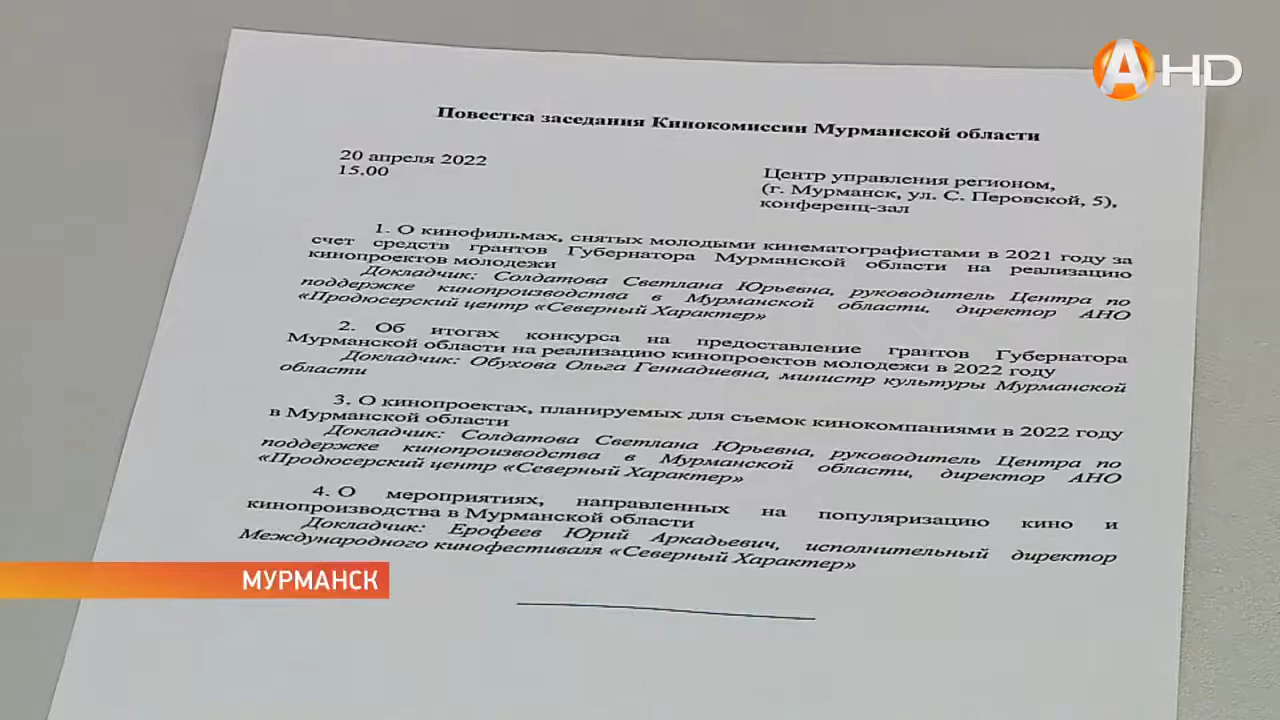 А HD
Повестка заседания Кинокомиссии Мурманской области
20 апреля 2022
15.00
Центр управления регионом,
(г. Мурманск, ул. С. Перовской, 5),
конференц-зал
1. О кинофильмах, снятых молодыми кинематографистами в 2021 году за
счет средств грантов Губернатора Мурманской области на реализацию
кинопроектов молодежи
Докладчик: Солдатова Светлана Юрьевна, руководитель Центра по
поддержке кинопроизводства в Мурманской области, директор АНО
«Продюсерский центр «Северный Характер»
2. Об итогах конкурса на предоставление грантов Губернатора
Мурманской области на реализацию кинопроектов молодежи в 2022 году
Докладчик: Обухова Ольга Геннадиевна, министр культуры Мурманской
области
3. О кинопроектах, планируемых для съемок кинокомпаниями в 2022 году
в Мурманской области
Докладчик: Солдатова Светлана Юрьевна, руководитель Центра по
поддержке кинопроизводства в Мурманской области, директор АНО
«Продюсерский центр «Северный Характер»
4. О мероприятиях, направленных на популяризацию кино и
кинопроизводства в Мурманской области
Докладчик: Ерофеев Юрий Аркадьевич, исполнительный директор
Международного кинофестиваля «Северный Характер»
МУРМАНСК